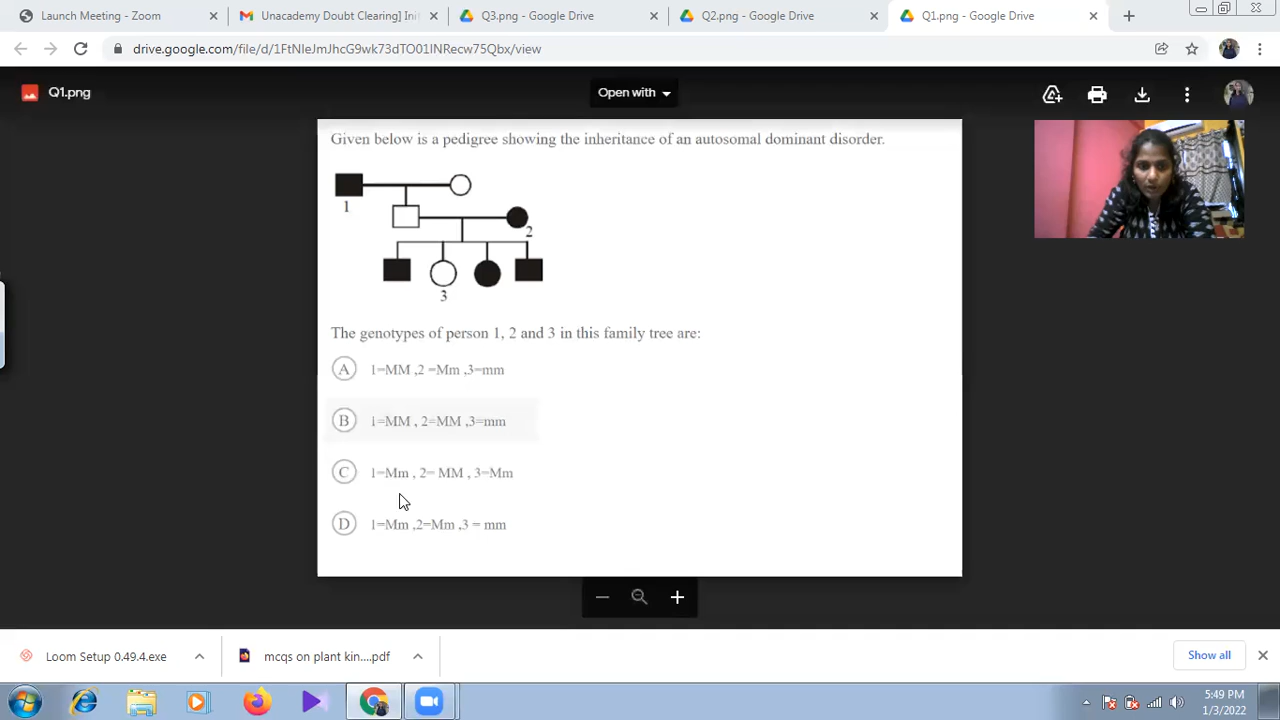 Launch Meeting - Zoom
Unacademy Doubt Clearing] Init
Q3.png - Google Drive
Q2.png - Google Drive
Q1.png - Google Drive
drive.google.com/file/d/1FtNleJmJhcG9wk73dTO01lNRecw75Qbx/view
Q1.png
Open with
Given below is a pedigree showing the inheritance of an autosomal dominant disorder.
1
2
3
The genotypes of person 1, 2 and 3 in this family tree are:
A 1=MM ,2 =Mm ,3=mm
B 1=MM , 2=MM ,3=mm
C 1=Mm , 2= MM , 3=Mm
D 1=Mm ,2=Mm ,3 = mm
Loom Setup 0.49.4.exe
mcqs on plant kin....pdf
Show all
5:49 PM
1/3/2022